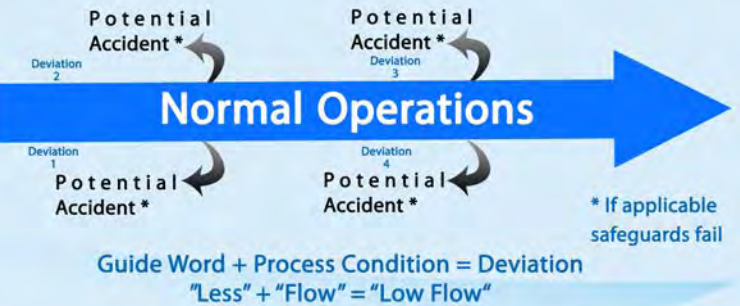 Potential
Accident *
Deviation
2
Potential
Accident *
Deviation
3
Normal Operations
Deviation
1
Potential
Accident *
Deviation
4
Potential
Accident *
* If applicable
safeguards fail
Guide Word + Process Condition = Deviation
"Less" + "Flow" = "Low Flow"